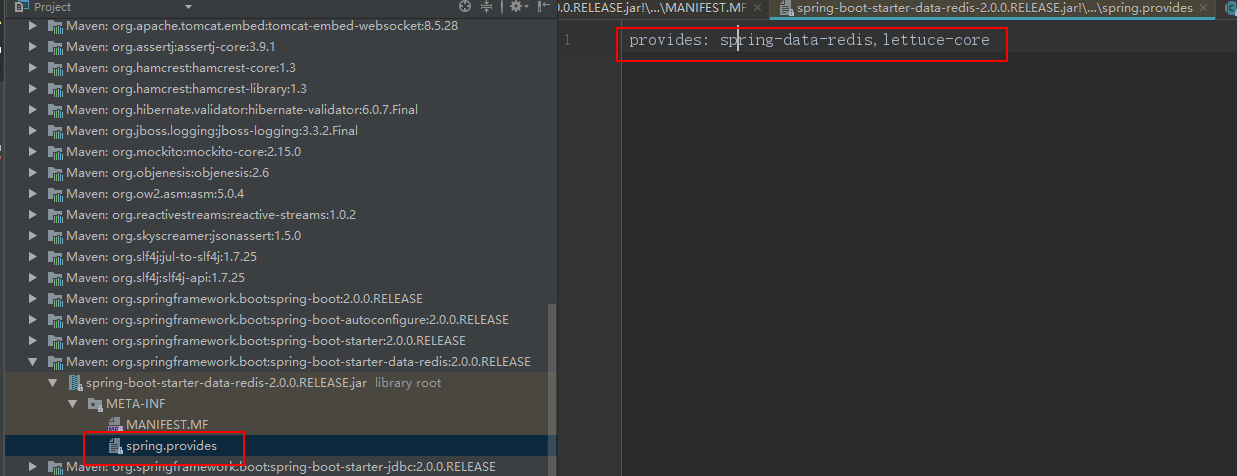 Project
Maven: org.apache.tomcat.embed:tomcat-embed-websocket:8.5.28
Maven: org.assertj:assertj-core:3.9.1
Maven: org.hamcrest:hamcrest-core:1.3
Maven: org.hamcrest:hamcrest-library:1.3
Maven: org.hibernate.validator:hibernate-validator:6.0.7.Final
Maven: org.jboss.logging:jboss-logging:3.3.2.Final
Maven: org.mockito:mockito-core:2.15.0
Maven: org.objenesis:objenesis:2.6
Maven: org.ow2.asm:asm:5.0.4
Maven: org.reactivestreams:reactive-streams:1.0.2
Maven: org.skyscreamer:jsonassert:1.5.0
Maven: org.slf4j:jul-to-slf4j:1.7.25
Maven: org.slf4j:slf4j-api:1.7.25
Maven: org.springframework.boot:spring-boot:2.0.0.RELEASE
Maven: org.springframework.boot:spring-boot-autoconfigure:2.0.0.RELEASE
Maven: org.springframework.boot:spring-boot-starter:2.0.0.RELEASE
Maven: org.springframework.boot:spring-boot-starter-data-redis:2.0.0.RELEASE
spring-boot-starter-data-redis-2.0.0.RELEASE.jar library root
META-INF
MANIFEST.MF
spring.provides
Maven: org.springframework.boot:spring-boot-starter-jdbc:2.0.0.RELEASE
.0.RELEASE.jar!\...\MANIFEST.MF
spring-boot-starter-data-redis-2.0.0.RELEASE.jar!\...\spring.provides
1
provides: spring-data-redis,lettuce-core